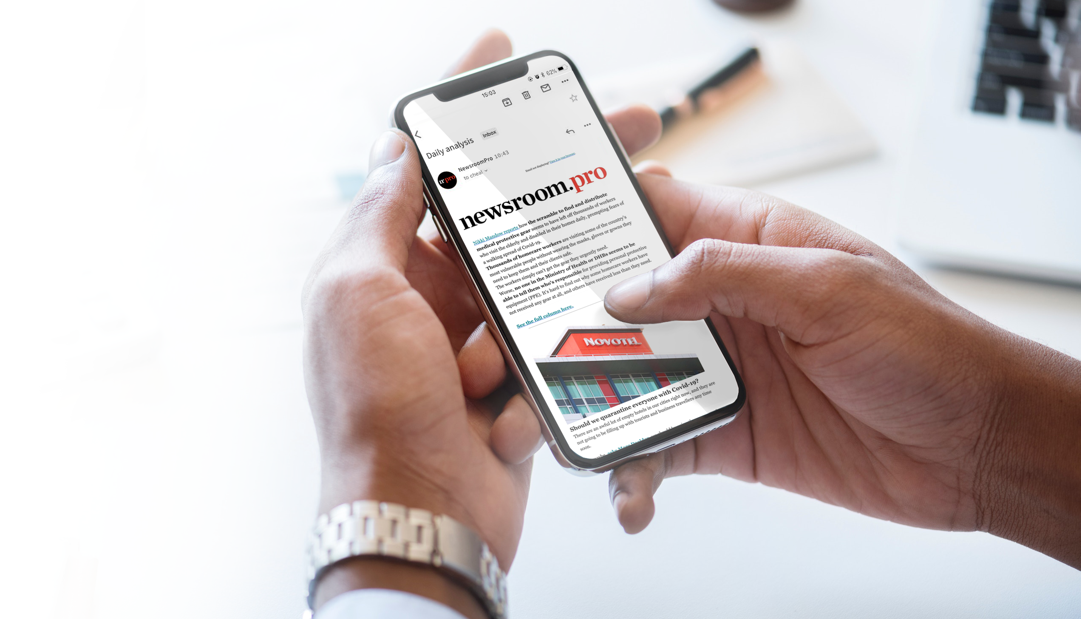 15:03
62%
Daily analysis Inbox
NewsroomPro 10:43
to cheal
newsroom.pro
Nikki Mandow reports how the scramble to find and distribute
medical protective gear seems to have left off thousands of workers
who visit the elderly and disabled in their homes daily, prompting fears of
a walking spread of Covid-19.
Thousands of homecare workers are visiting some of the country's
most vulnerable people without wearing the masks, gloves or gowns they
need to keep them and their clients safe.
The workers simply can't get the gear they urgently need.
Worse, no one in the Ministry of Health or DHBs seems to be
able to tell them who's responsible for providing personal protective
equipment (PPE). It's hard to find out why some homecare workers have
not received any gear at all, and others have received less than they need.
See the full column here.
NOVOTEL
Should we quarantine everyone with Covid-19?
There are an awful lot of empty hotels in our cities right now, and they are
not going to be filling up with tourists and business travellers any time
soon.